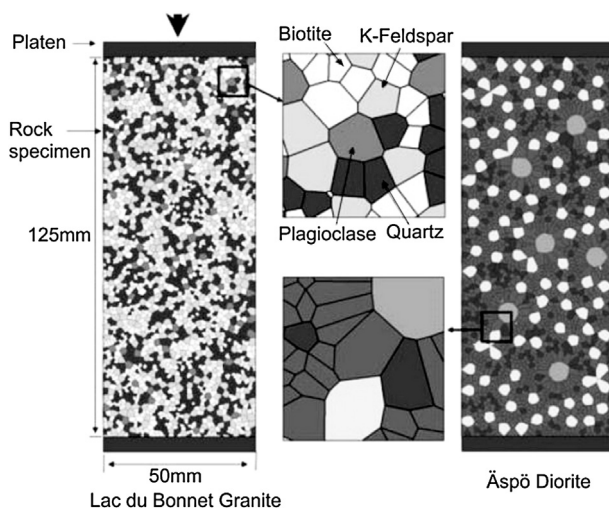 Platen
Biotite
K-Feldspar
Rock
specimen
125mm
Plagioclase
Quartz
50mm
Lac du Bonnet Granite
Äspö Diorite